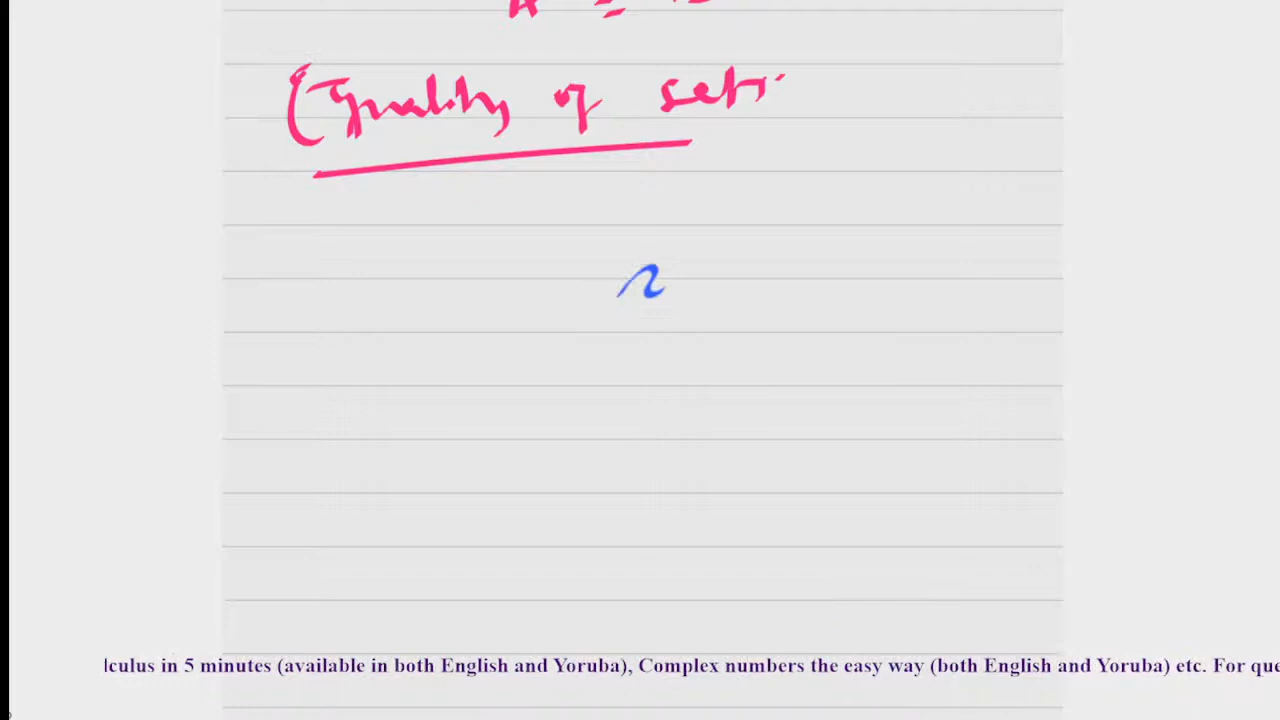 Equality of sets.
lculus in 5 minutes (available in both English and Yoruba), Complex numbers the easy way (both English and Yoruba) etc. For que